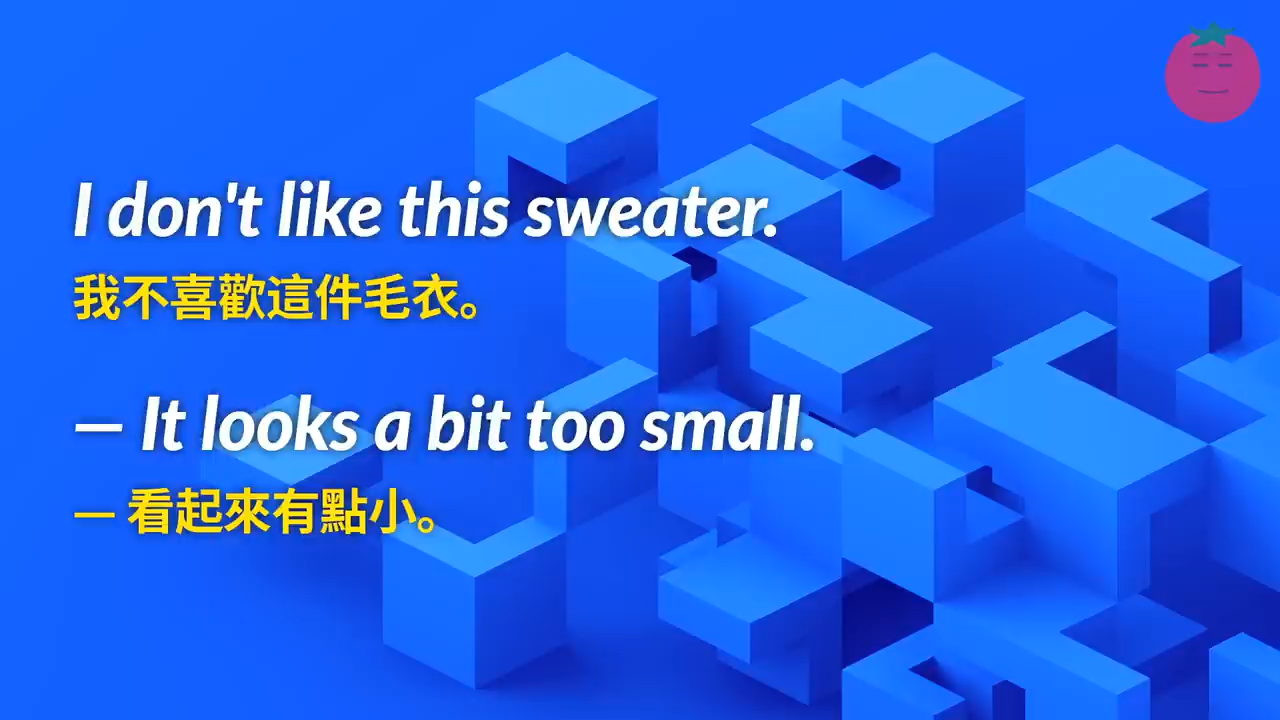 I don't like this sweater.
我不喜歡這件毛衣。
— It looks a bit too small.
— 看起來有點小。